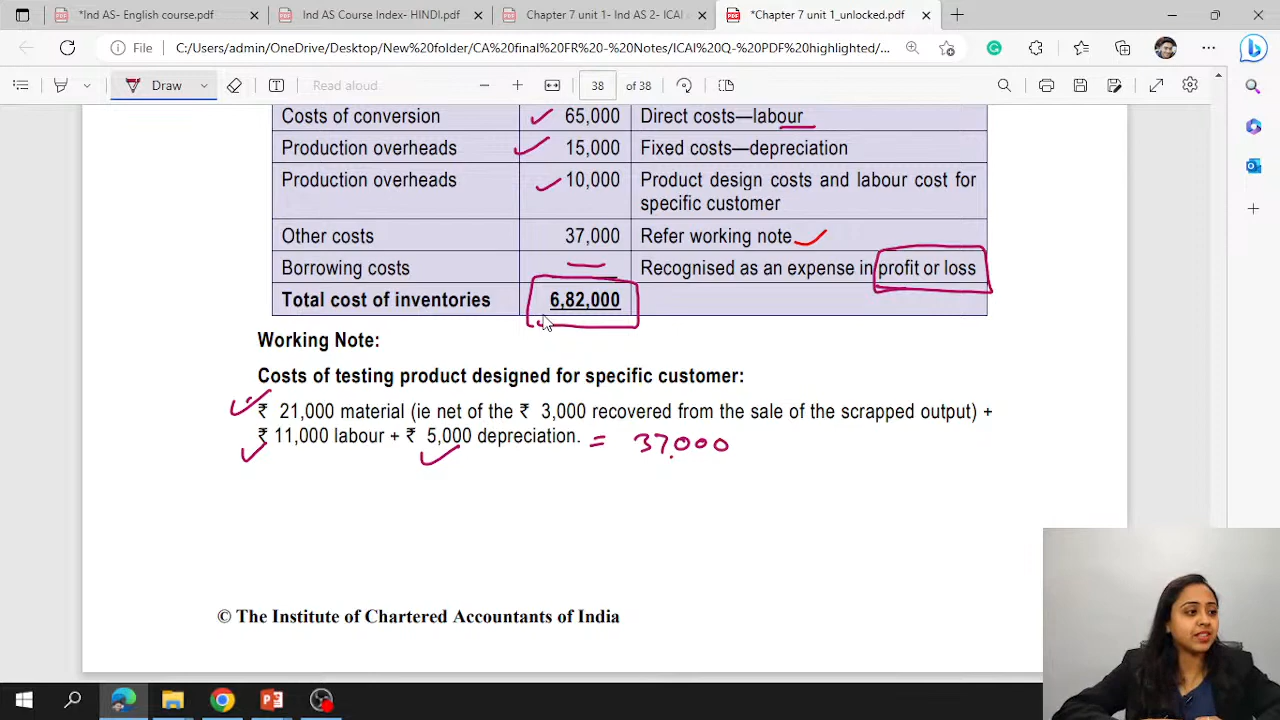 *Ind AS- English course.pdf
Ind AS Course Index- HINDI.pdf
Chapter 7 unit 1- Ind AS 2- ICAI
*Chapter 7 unit 1_unlocked.pdf
File
C:/Users/admin/OneDrive/Desktop/New%20folder/CA%20final%20FR%20-%20Notes/ICAI%20Q-%20PDF%20highlighted/...
Draw
Read aloud
38 of 38
Costs of conversion 65,000 Direct costs—labour
Production overheads 15,000 Fixed costs—depreciation
Production overheads 10,000 Product design costs and labour cost for
specific customer
Other costs 37,000 Refer working note
Borrowing costs Recognised as an expense in profit or loss
Total cost of inventories 6,82,000
Working Note:
Costs of testing product designed for specific customer:
₹ 21,000 material (ie net of the ₹ 3,000 recovered from the sale of the scrapped output) +
₹ 11,000 labour + ₹ 5,000 depreciation. = 37,000
© The Institute of Chartered Accountants of India